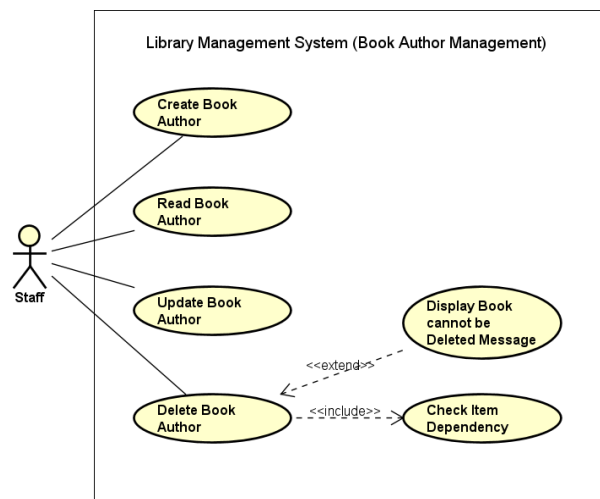 Library Management System (Book Author Management)
Create Book
Author
Read Book
Author
Staff
Update Book
Author
Display Book
cannot be
Deleted Message
<<extend>>
Delete Book
Author
<<include>>
Check Item
Dependency